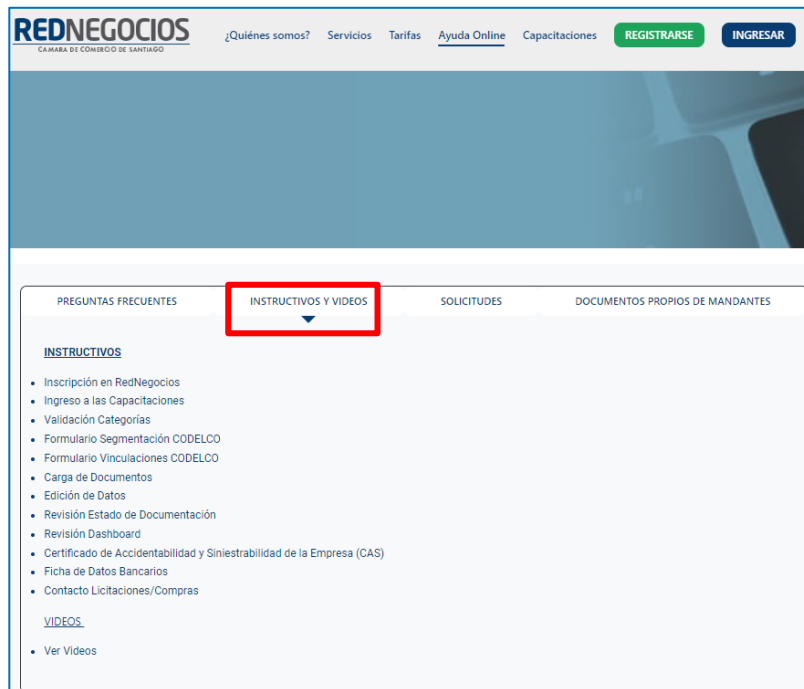 REDNEGOCIOS
CAMARA DE COMERCIO DE SANTIAGO
¿Quiénes somos? Servicios Tarifas Ayuda Online Capacitaciones REGISTRARSE INGRESAR
PREGUNTAS FRECUENTES INSTRUCTIVOS Y VIDEOS SOLICITUDES DOCUMENTOS PROPIOS DE MANDANTES
INSTRUCTIVOS
Inscripción en RedNegocios
Ingreso a las Capacitaciones
Validación Categorías
Formulario Segmentación CODELCO
Formulario Vinculaciones CODELCO
Carga de Documentos
Edición de Datos
Revisión Estado de Documentación
Revisión Dashboard
Certificado de Accidentabilidad y Siniestrabilidad de la Empresa (CAS)
Ficha de Datos Bancarios
Contacto Licitaciones/Compras
VIDEOS
Ver Videos